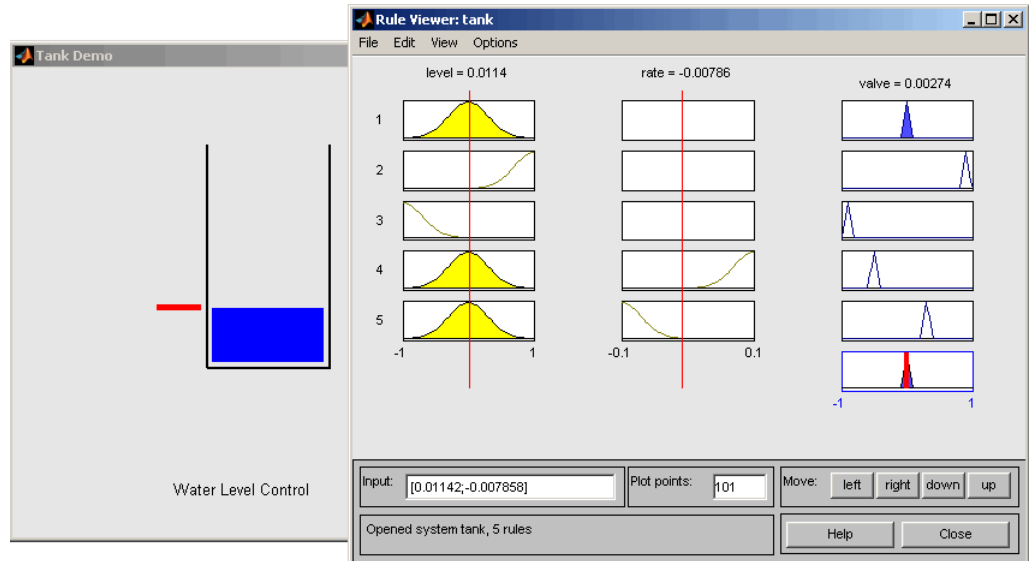 Tank Demo
Water Level Control
Rule Viewer: tank
File Edit View Options
level = 0.0114
rate = -0.00786
valve = 0.00274
1
2
3
4
5
-1 1
-0.1 0.1
-1 1
Input: [0.01142;-0.007858]
Plot points: 101
Move: left right down up
Opened system tank, 5 rules
Help Close